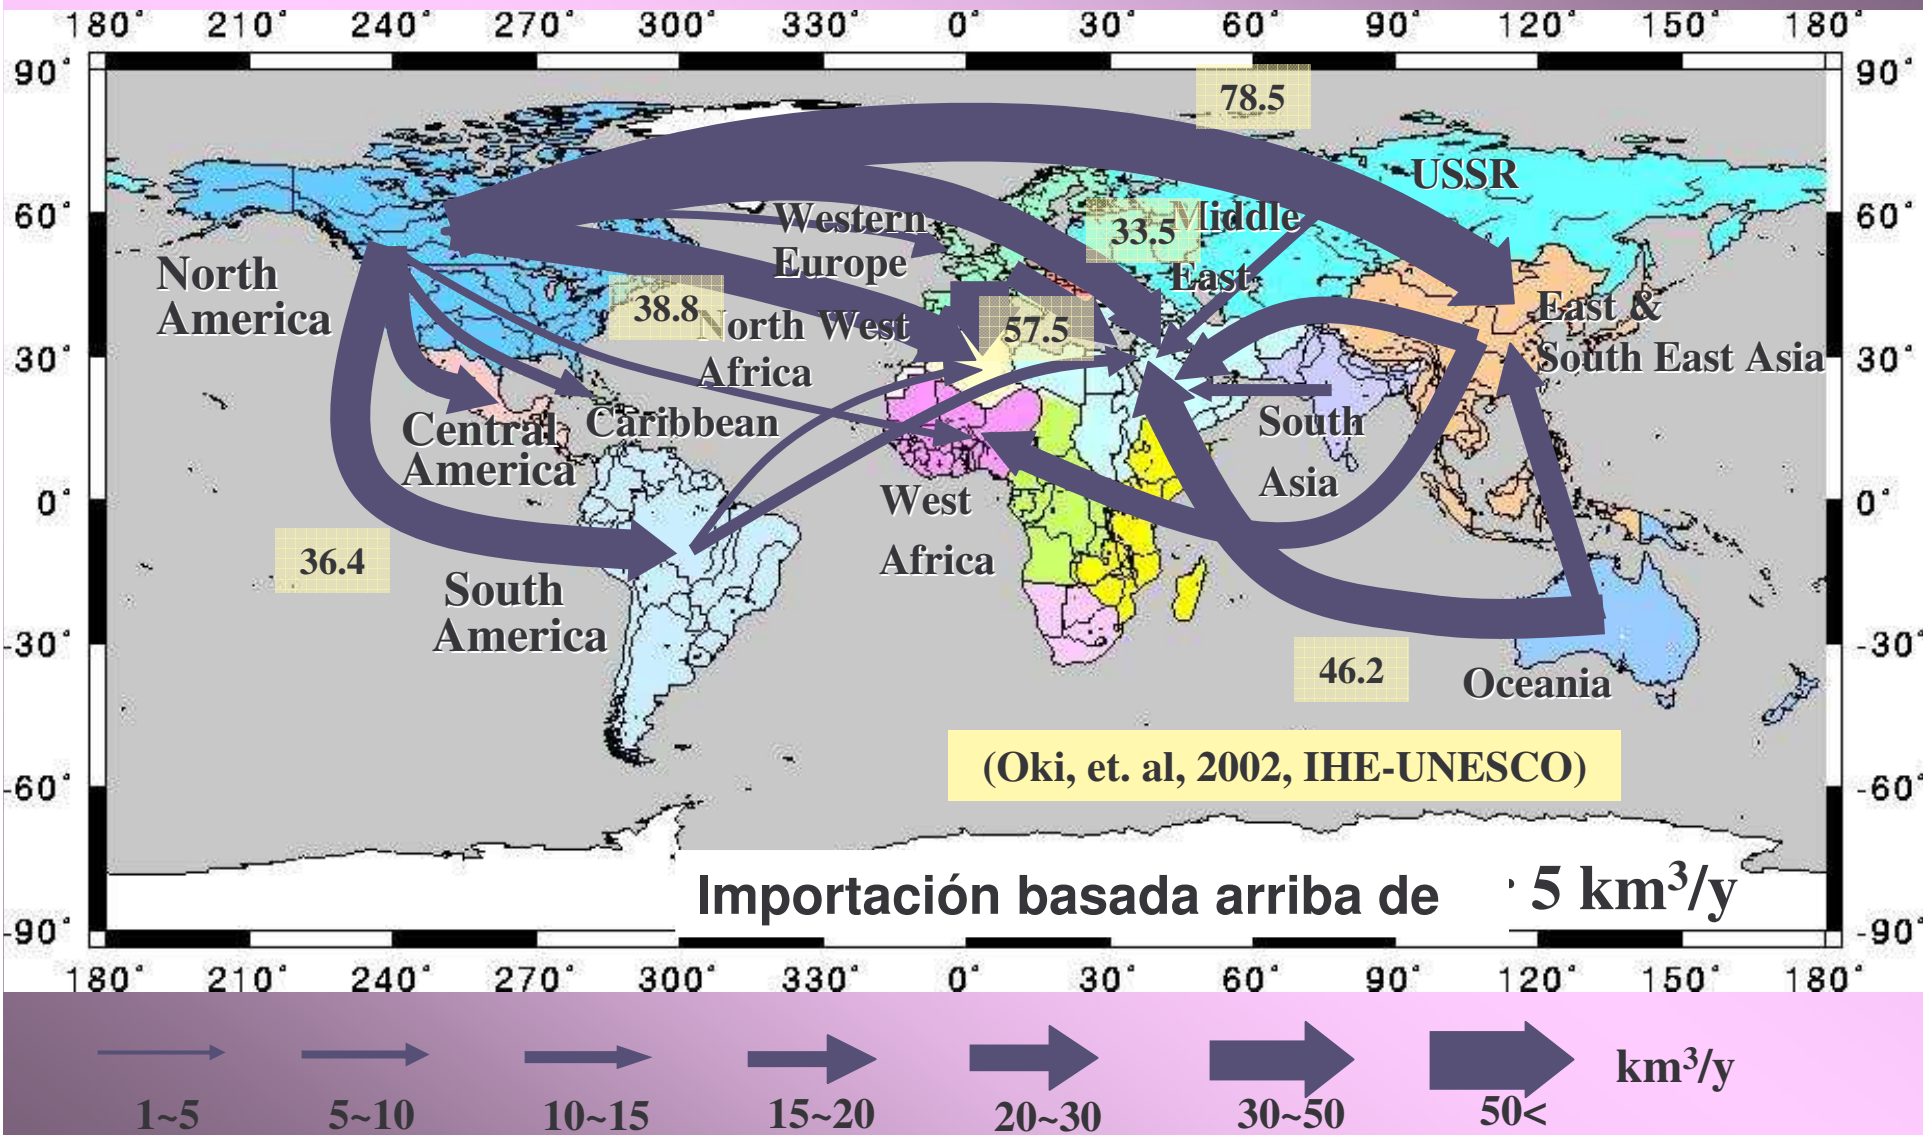 180˚ 210˚ 240˚ 270˚ 300˚ 330˚ 0˚ 30˚ 60˚ 90˚ 120˚ 150˚ 180˚
90˚ 90˚
78.5
USSR
60˚ 60˚
Western
Europe
33.5
Middle
East
North
America
38.8
North West
Africa
57.5
East &
South East Asia
30˚ 30˚
Central
America
Caribbean
South
Asia
West
Africa
0˚ 0˚
36.4
South
America
-30˚ -30˚
46.2
Oceania
(Oki, et. al, 2002, IHE-UNESCO)
-60˚ -60˚
Importación basada arriba de 5 km³/y
-90˚ -90˚
180˚ 210˚ 240˚ 270˚ 300˚ 330˚ 0˚ 30˚ 60˚ 90˚ 120˚ 150˚ 180˚
km³/y
1~5 5~10 10~15 15~20 20~30 30~50 50<